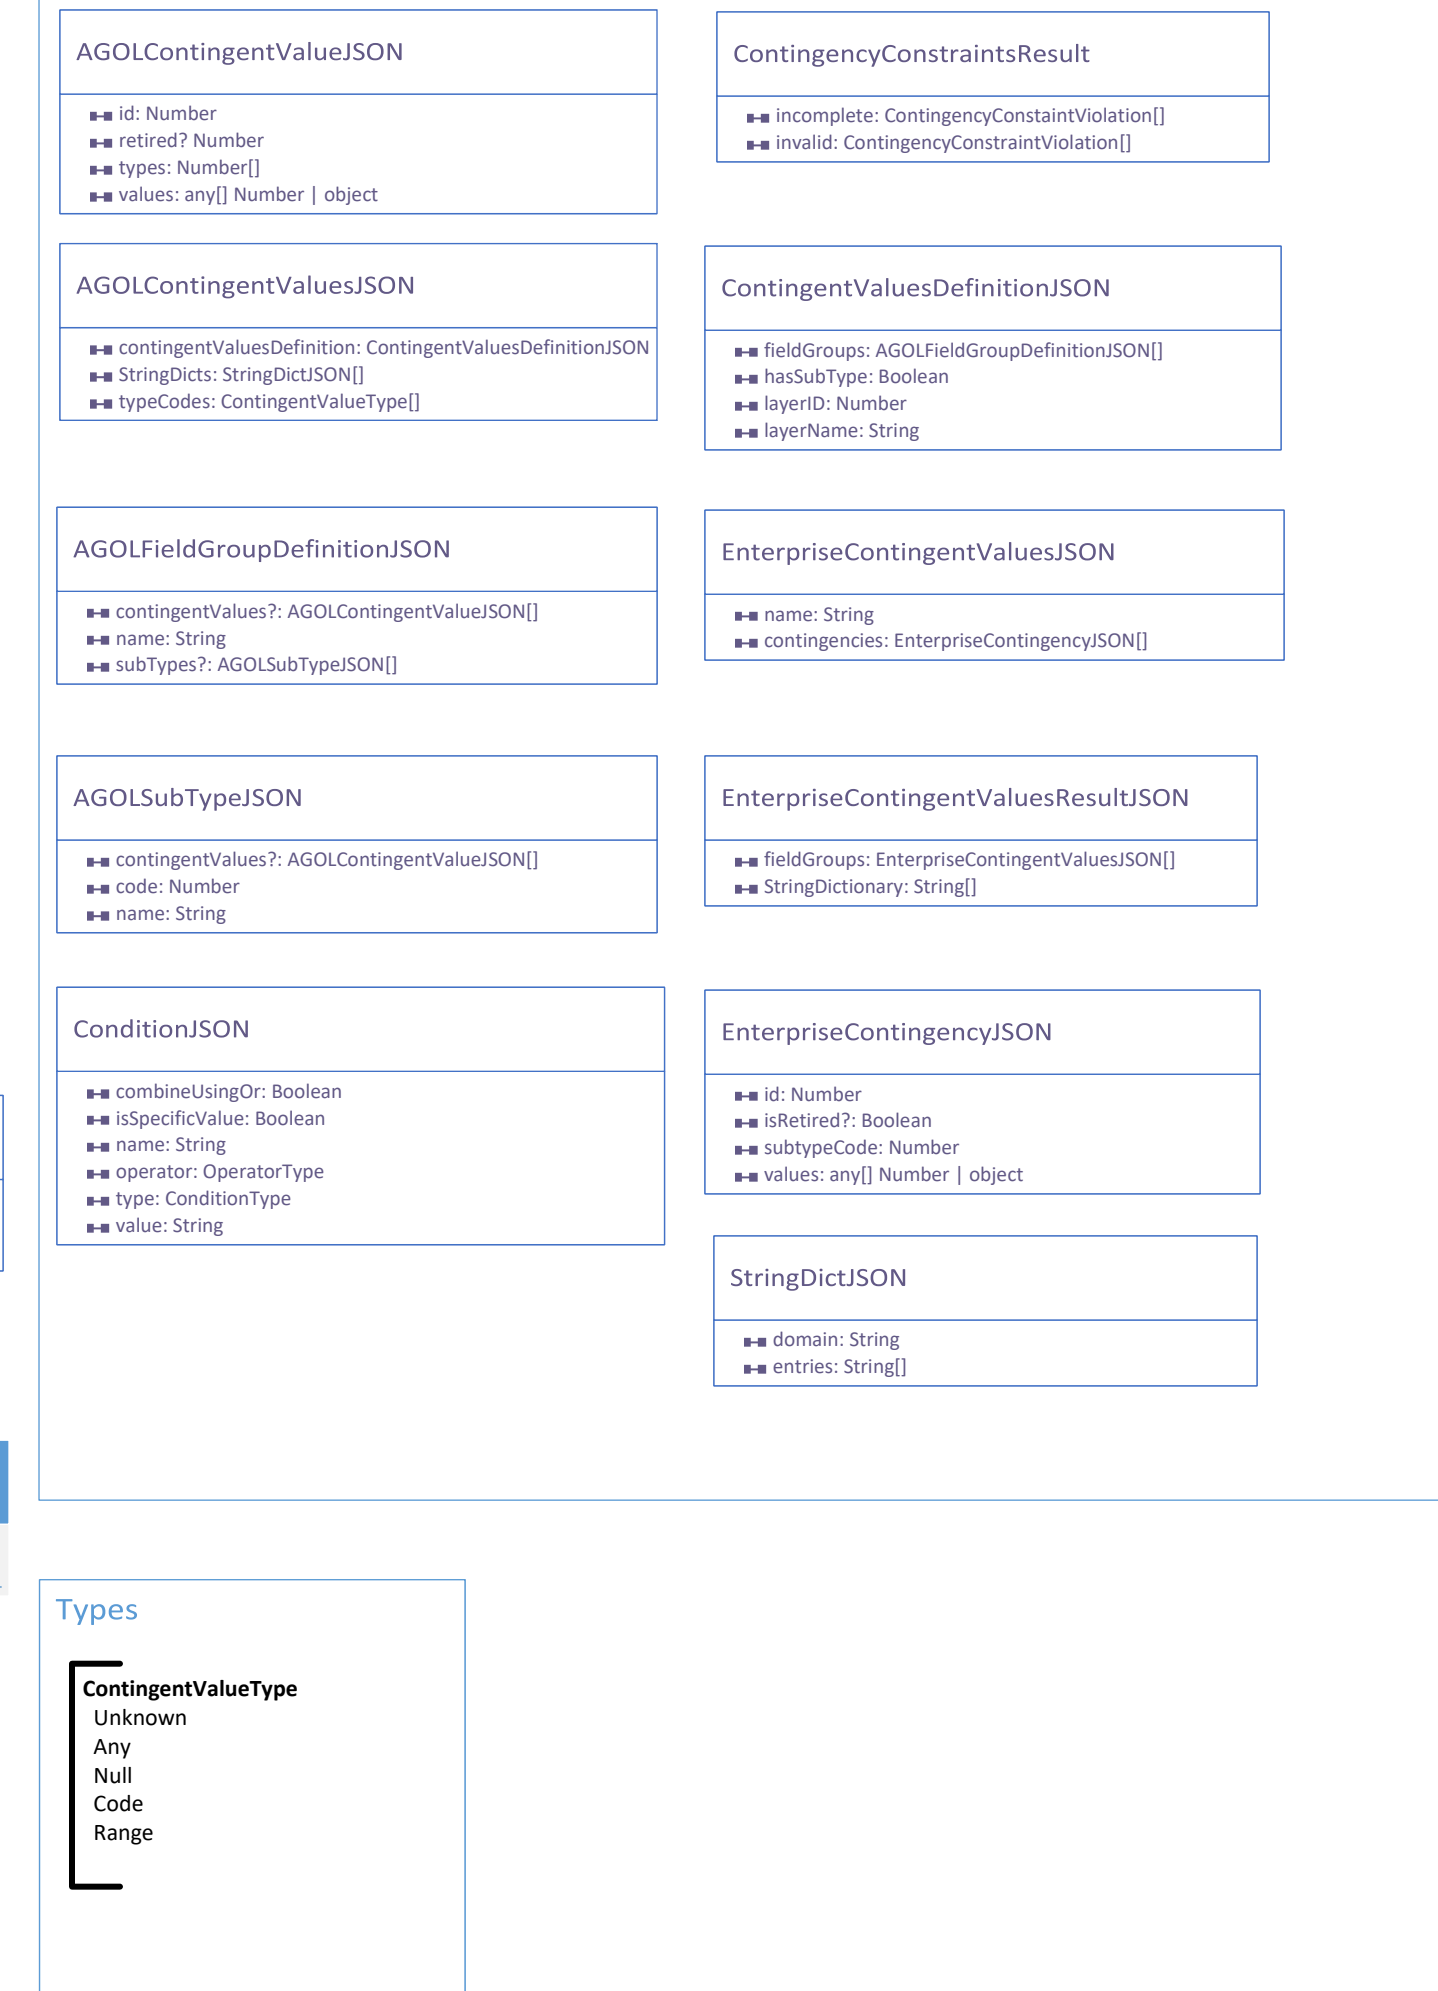 AGOLContingentValueJSON
id: Number
retired? Number
types: Number[]
values: any[] Number | object
ContingencyConstraintsResult
incomplete: ContingencyConstaintViolation[]
invalid: ContingencyConstraintViolation[]
AGOLContingentValuesJSON
contingentValuesDefinition: ContingentValuesDefinitionJSON
StringDicts: StringDictJSON[]
typeCodes: ContingentValueType[]
ContingentValuesDefinitionJSON
fieldGroups: AGOLFieldGroupDefinitionJSON[]
hasSubType: Boolean
layerID: Number
layerName: String
AGOLFieldGroupDefinitionJSON
contingentValues?: AGOLContingentValueJSON[]
name: String
subTypes?: AGOLSubTypeJSON[]
EnterpriseContingentValuesJSON
name: String
contingencies: EnterpriseContingencyJSON[]
AGOLSubTypeJSON
contingentValues?: AGOLContingentValueJSON[]
code: Number
name: String
EnterpriseContingentValuesResultJSON
fieldGroups: EnterpriseContingentValuesJSON[]
StringDictionary: String[]
ConditionJSON
combineUsingOr: Boolean
isSpecificValue: Boolean
name: String
operator: OperatorType
type: ConditionType
value: String
EnterpriseContingencyJSON
id: Number
isRetired?: Boolean
subtypeCode: Number
values: any[] Number | object
StringDictJSON
domain: String
entries: String[]
Types
ContingentValueType
Unknown
Any
Null
Code
Range